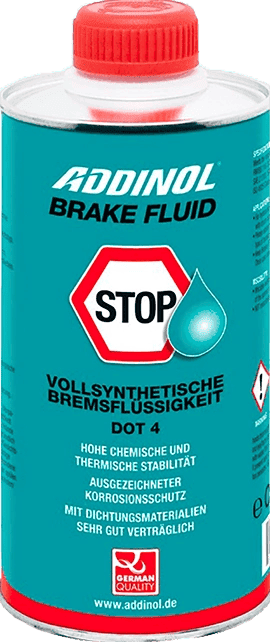 ADDINOL
BRAKE FLUID
STOP
VOLLSYNTHETISCHE
BREMSFLÜSSIGKEIT
DOT 4
HOHE CHEMISCHE UND
THERMISCHE STABILITÄT
AUSGEZEICHNETER
KORROSIONSSCHUTZ
MIT DICHTUNGSMATERIALIEN
SEHR GUT VERTRÄGLICH
GERMAN
QUALITY
www.addinol.de